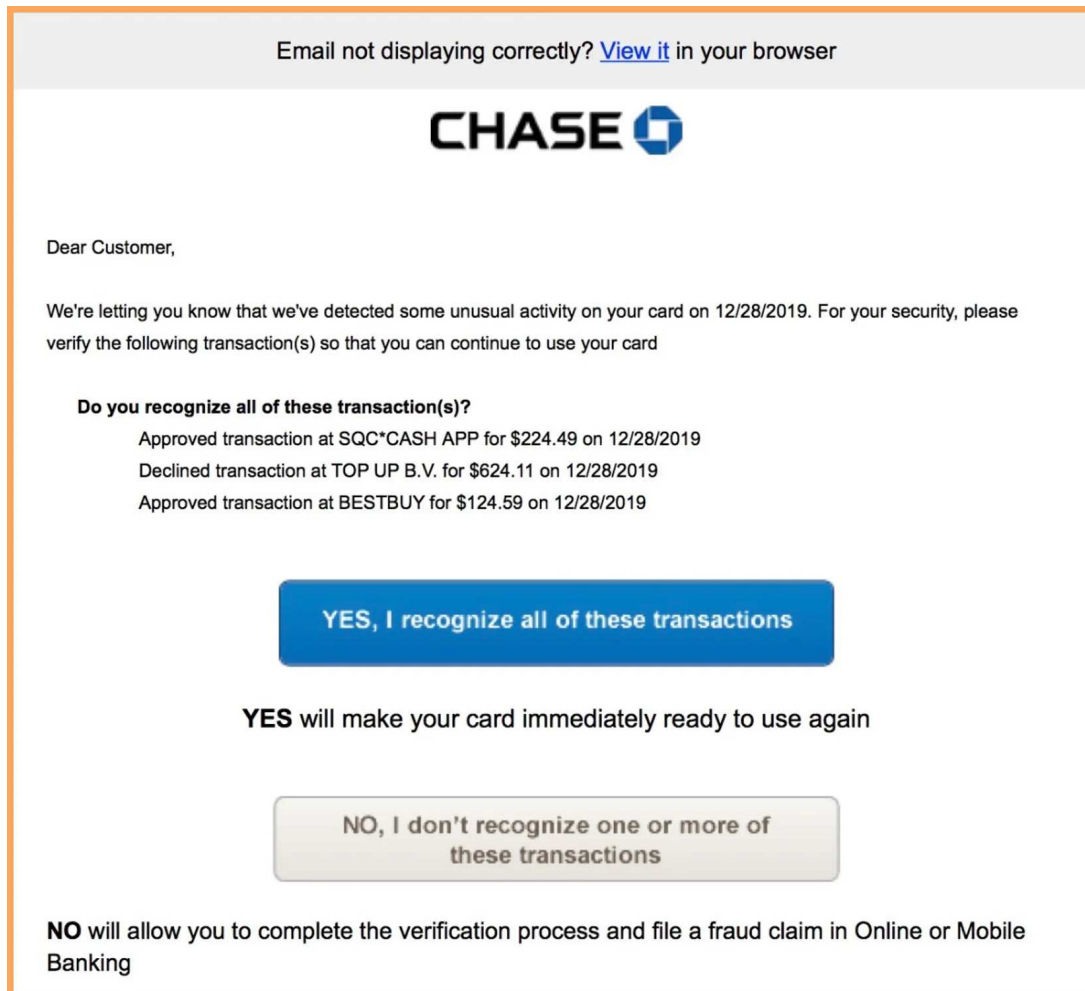 Email not displaying correctly? View it in your browser
CHASE
Dear Customer,
We're letting you know that we've detected some unusual activity on your card on 12/28/2019. For your security, please
verify the following transaction(s) so that you can continue to use your card
Do you recognize all of these transaction(s)?
Approved transaction at SQC*CASH APP for $224.49 on 12/28/2019
Declined transaction at TOP UP B.V. for $624.11 on 12/28/2019
Approved transaction at BESTBUY for $124.59 on 12/28/2019
YES, I recognize all of these transactions
YES will make your card immediately ready to use again
NO, I don't recognize one or more of
these transactions
NO will allow you to complete the verification process and file a fraud claim in Online or Mobile
Banking